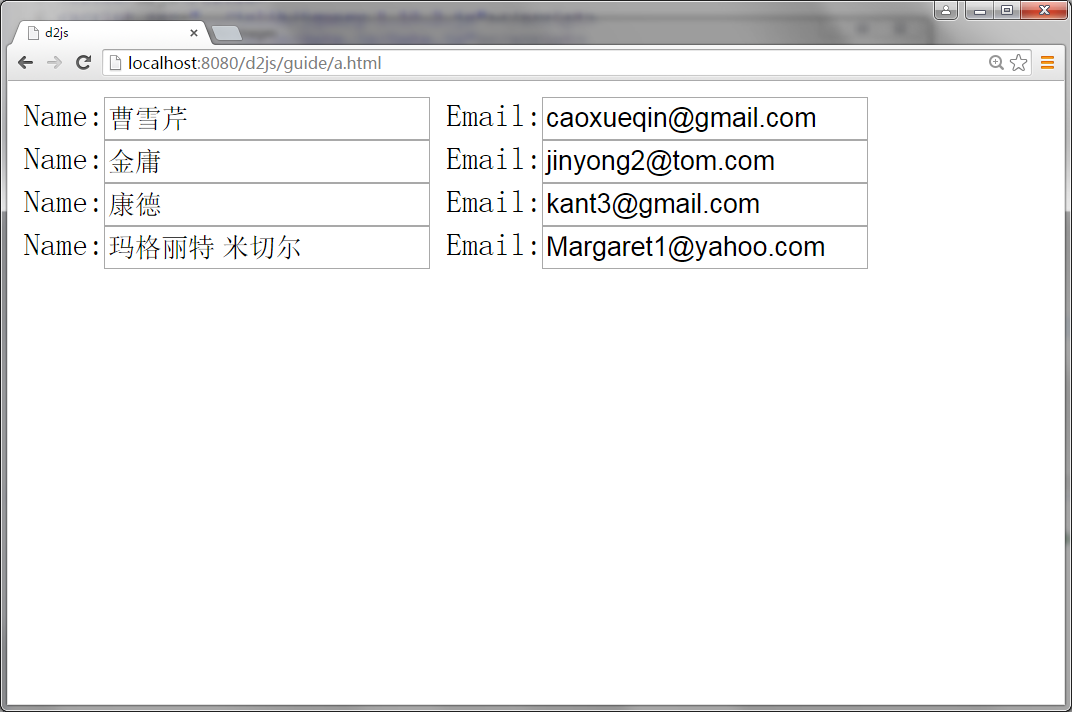 d2js
localhost:8080/d2js/guide/a.html
Name: 曹雪芹 Email: caoxueqin@gmail.com
Name: 金庸 Email: jinyong2@tom.com
Name: 康德 Email: kant3@gmail.com
Name: 玛格丽特 米切尔 Email: Margaret1@yahoo.com